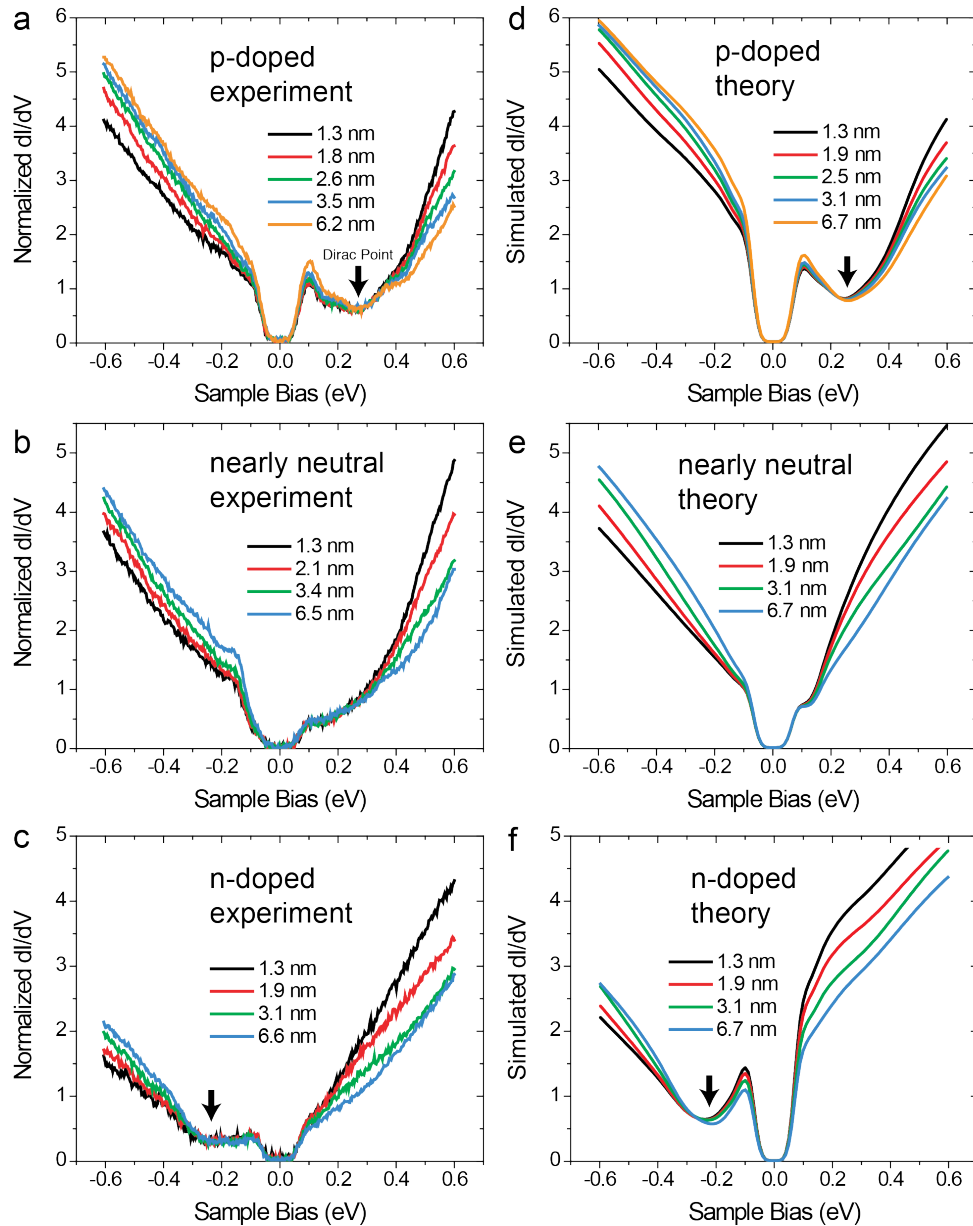 a
6
5
4
3
2
1
0
Normalized dI/dV
p-doped
experiment
1.3 nm
1.8 nm
2.6 nm
3.5 nm
6.2 nm
Dirac Point
-0.6 -0.4 -0.2 0.0 0.2 0.4 0.6
Sample Bias (eV)
d
6
5
4
3
2
1
0
Simulated dI/dV
p-doped
theory
1.3 nm
1.9 nm
2.5 nm
3.1 nm
6.7 nm
-0.6 -0.4 -0.2 0.0 0.2 0.4 0.6
Sample Bias (eV)
b
5
4
3
2
1
0
Normalized dI/dV
nearly neutral
experiment
1.3 nm
2.1 nm
3.4 nm
6.5 nm
-0.6 -0.4 -0.2 0.0 0.2 0.4 0.6
Sample Bias (eV)
e
5
4
3
2
1
0
Simulated dI/dV
nearly neutral
theory
1.3 nm
1.9 nm
3.1 nm
6.7 nm
-0.6 -0.4 -0.2 0.0 0.2 0.4 0.6
Sample Bias (eV)
c
5
4
3
2
1
0
Normalized dI/dV
n-doped
experiment
1.3 nm
1.9 nm
3.1 nm
6.6 nm
-0.6 -0.4 -0.2 0.0 0.2 0.4 0.6
Sample Bias (eV)
f
5
4
3
2
1
0
Simulated dI/dV
n-doped
theory
1.3 nm
1.9 nm
3.1 nm
6.7 nm
-0.6 -0.4 -0.2 0.0 0.2 0.4 0.6
Sample Bias (eV)